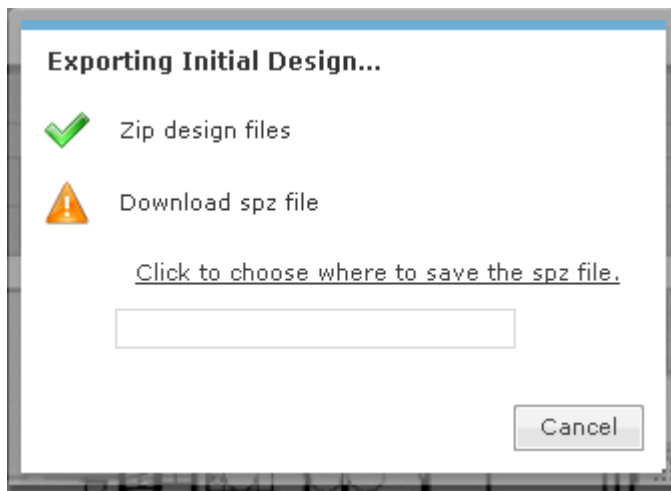 Exporting Initial Design...
Zip design files
Download spz file
Click to choose where to save the spz file.
Cancel